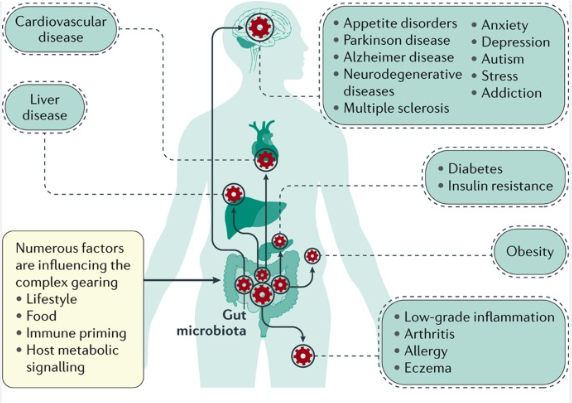 Cardiovascular
disease
Liver
disease
• Appetite disorders
• Parkinson disease
• Alzheimer disease
• Neurodegenerative
diseases
• Multiple sclerosis
• Anxiety
• Depression
• Autism
• Stress
• Addiction
• Diabetes
• Insulin resistance
Obesity
Numerous factors
are influencing the
complex gearing
• Lifestyle
• Food
• Immune priming
• Host metabolic
signalling
Gut
microbiota
• Low-grade inflammation
• Arthritis
• Allergy
• Eczema